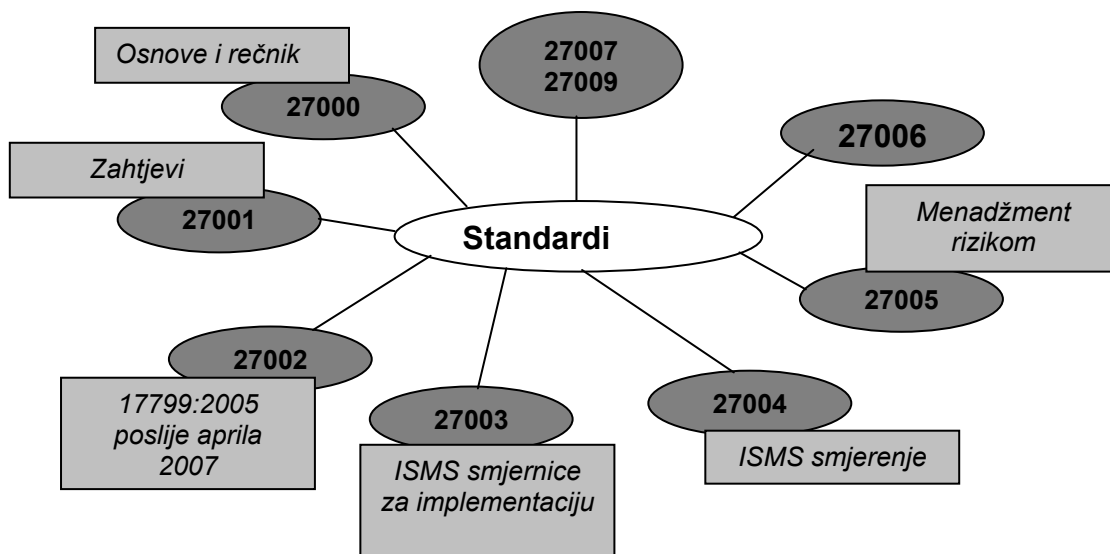 Osnove i rečnik
27000
27007
27009
27006
Zahtjevi
27001
Standardi
Menadžment
rizikom
27005
27002
17799:2005
poslije aprila
2007
27003
ISMS smjernice
za implementaciju
27004
ISMS smjerenje